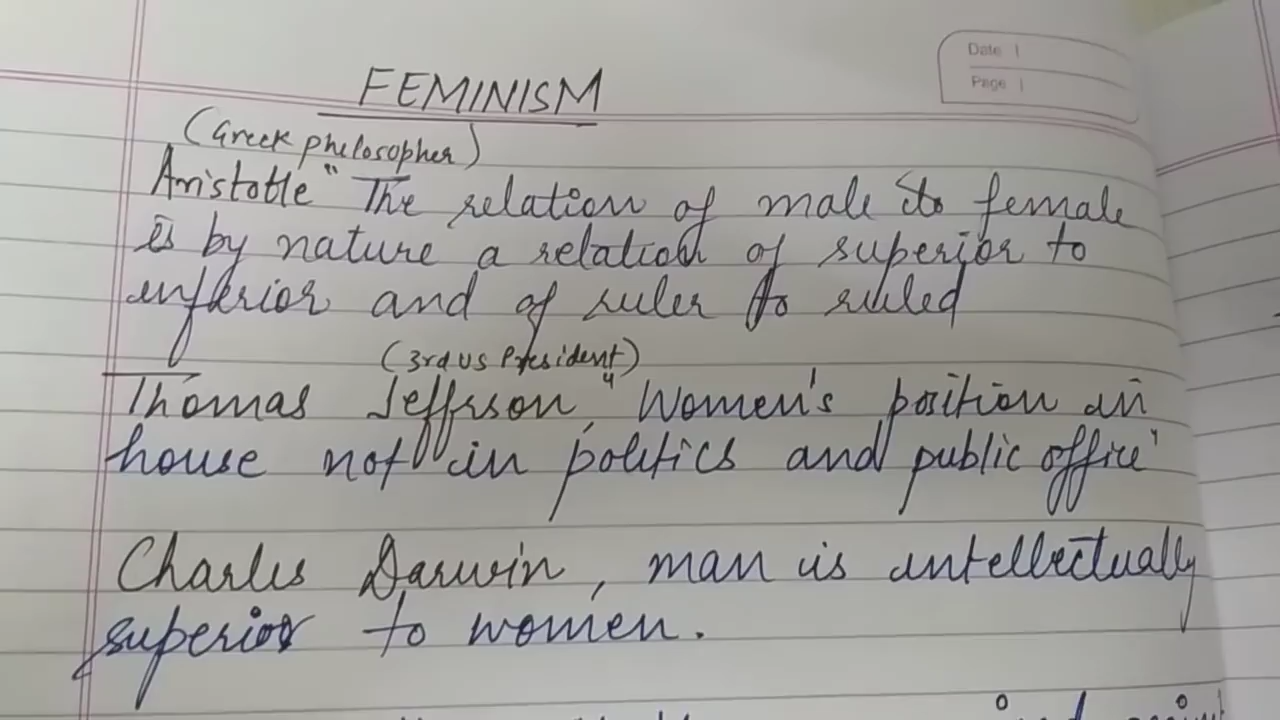 Date
Page
FEMINISM
(Greek philosopher)
Aristotle " The relation of male to female
is by nature a relation of superior to
inferior and of ruler to ruled
(3rd US President)
Thomas Jefferson, "Women's position in
house not in politics and public office"
Charles Darwin, man is intellectually
superior to women.